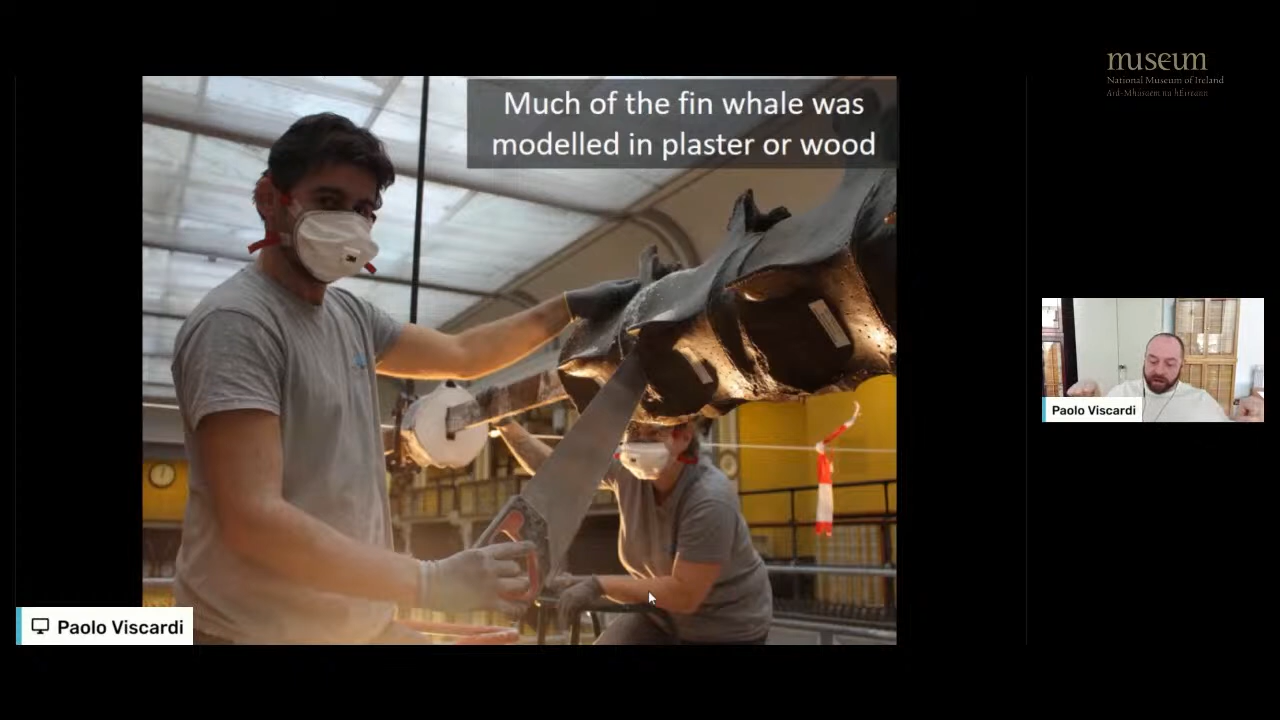 museum
National Museum of Ireland
Ard-Mhúsaem na hÉireann
Much of the fin whale was
modelled in plaster or wood
3M
Paolo Viscardi
Paolo Viscardi